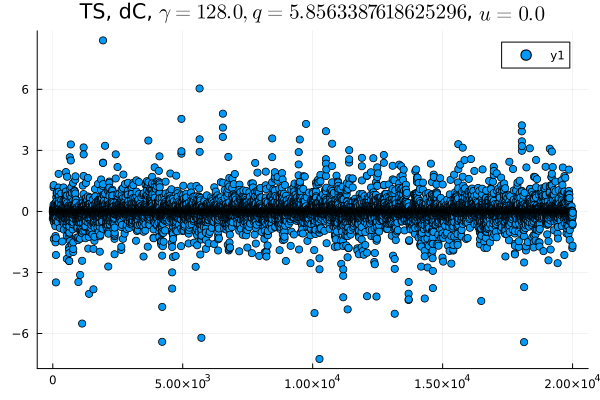 TS, dC, γ = 128.0, q = 5.8563387618625296, u = 0.0
y1
6
3
0
−3
−6
0 5.00×10³ 1.00×10⁴ 1.50×10⁴ 2.00×10⁴